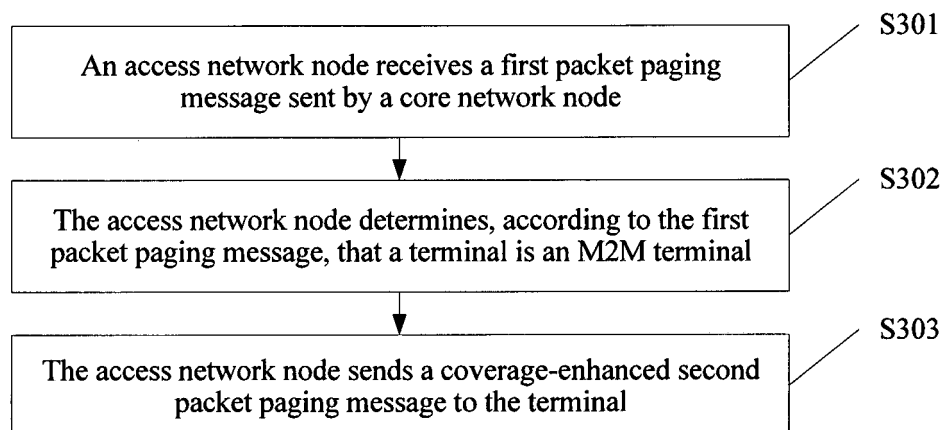 S301
An access network node receives a first packet paging
message sent by a core network node
S302
The access network node determines, according to the first
packet paging message, that a terminal is an M2M terminal
S303
The access network node sends a coverage-enhanced second
packet paging message to the terminal